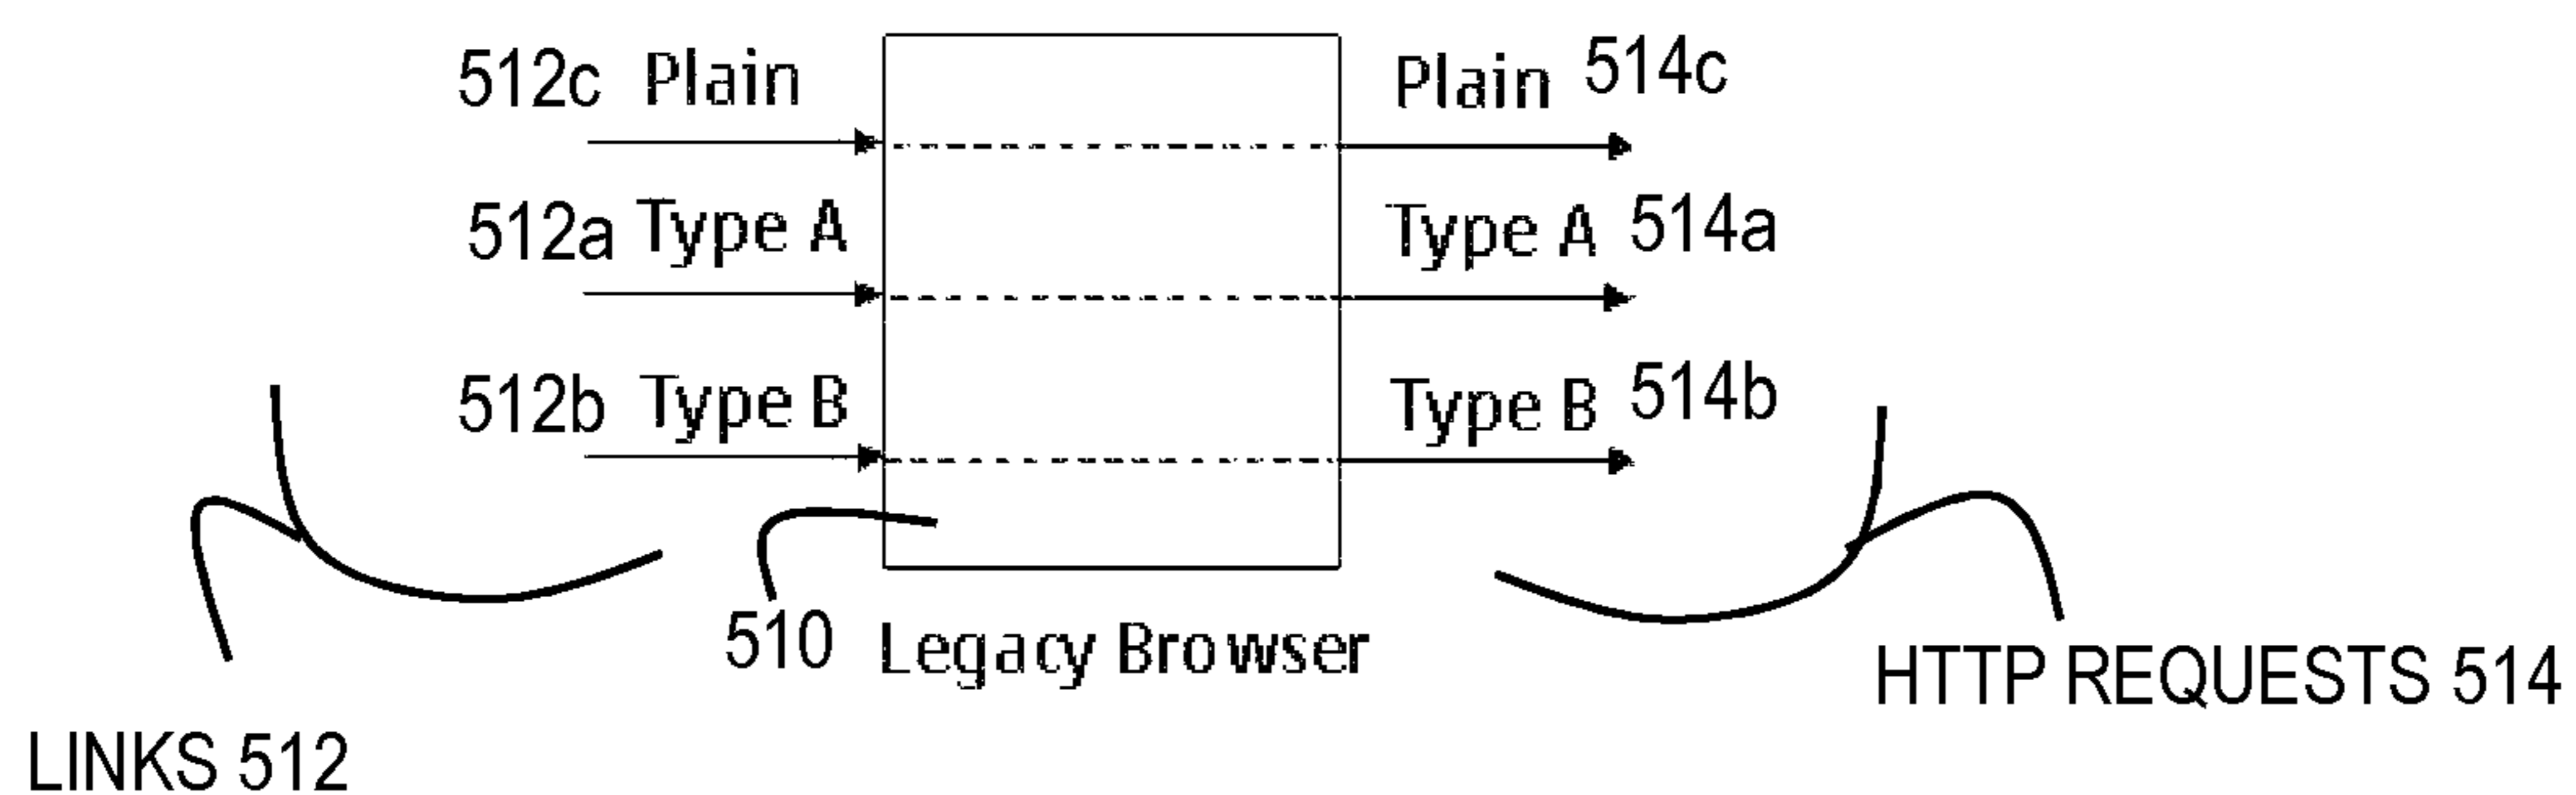 512c Plain
Plain 514c
512a Type A
Type A 514a
512b Type B
Type B 514b
510 Legacy Browser
HTTP REQUESTS 514
LINKS 512